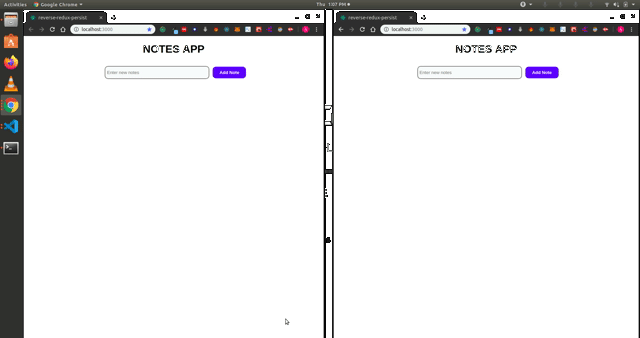 Activities
Google Chrome
Thu 1:07 PM
reverse-redux-persist
localhost:3000
NOTES APP
Enter new notes
Add Note
reverse-redux-persist
localhost:3000
NOTES APP
Enter new notes
Add Note